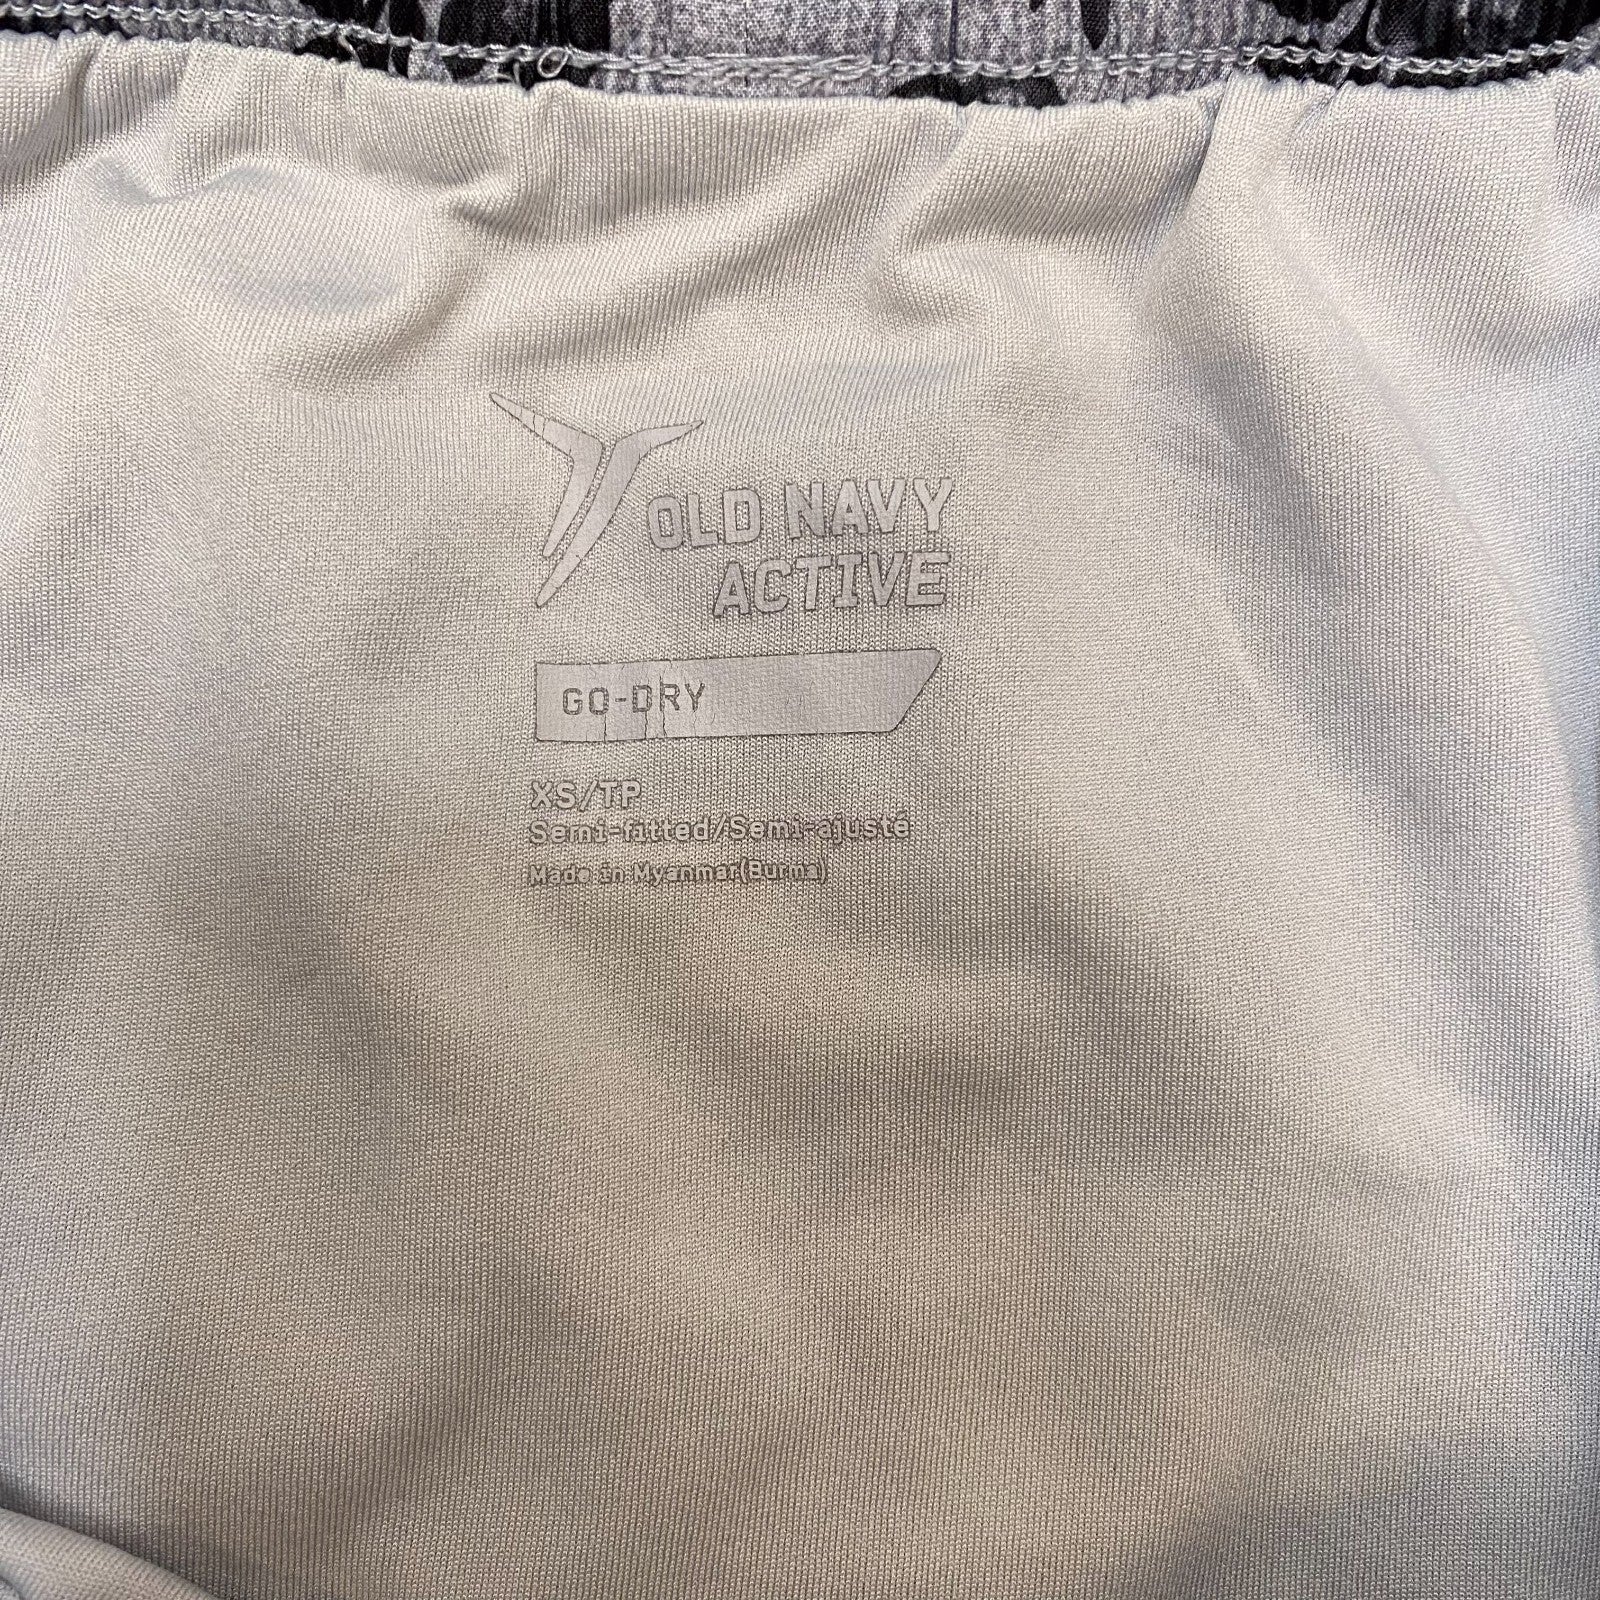 OLD NAVY
ACTIVE
GO-DRY
XS/TP
Semi-fitted/Semi-ajusté
Made in Myanmar(Burma)